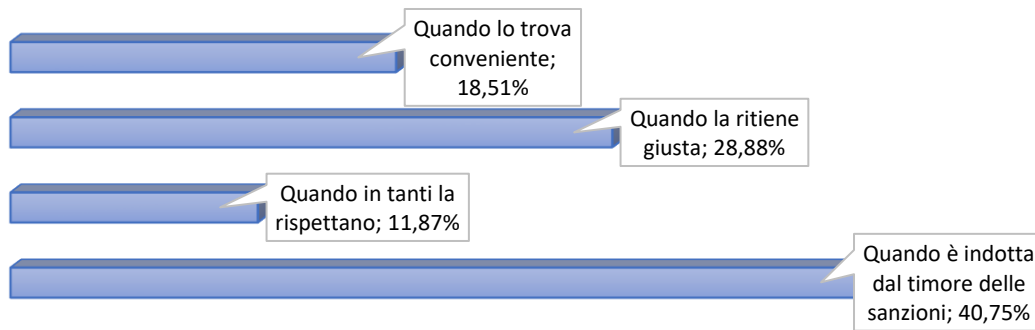 Quando lo trova
conveniente;
18,51%
Quando la ritiene
giusta; 28,88%
Quando in tanti la
rispettano; 11,87%
Quando è indotta
dal timore delle
sanzioni; 40,75%